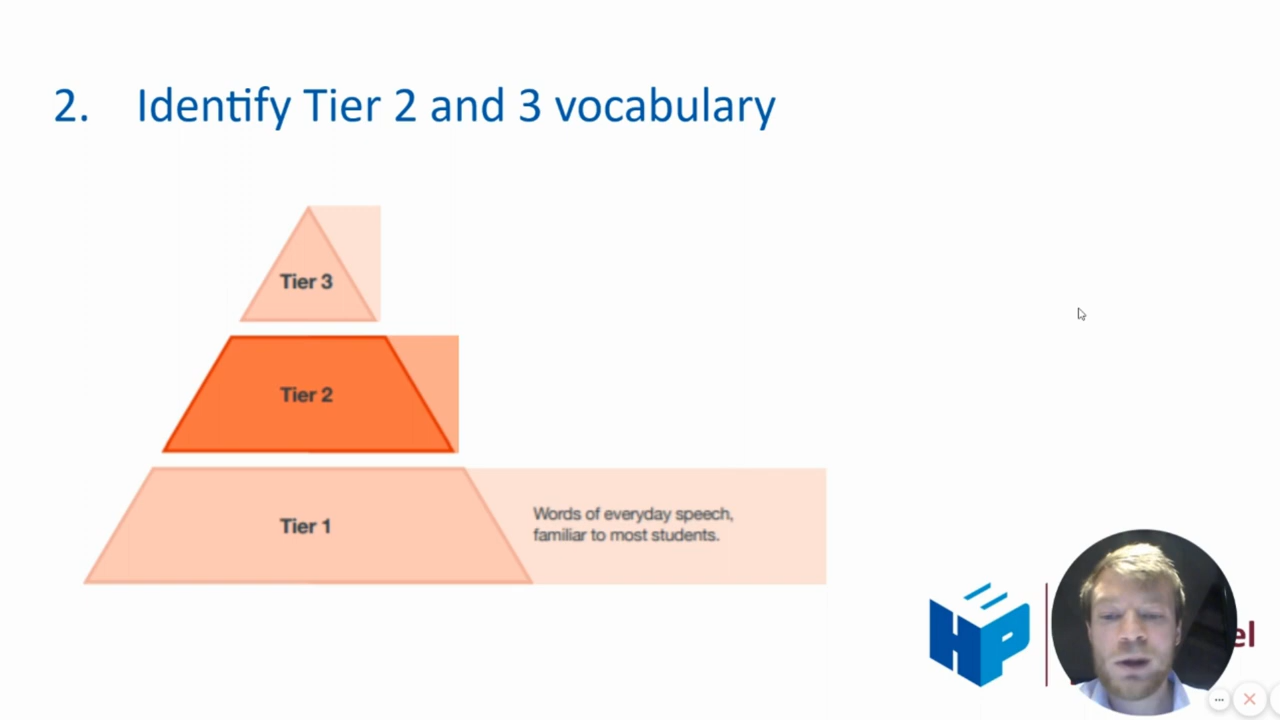 2. Identify Tier 2 and 3 vocabulary
Tier 3
Tier 2
Tier 1
Words of everyday speech,
familiar to most students.
HEP